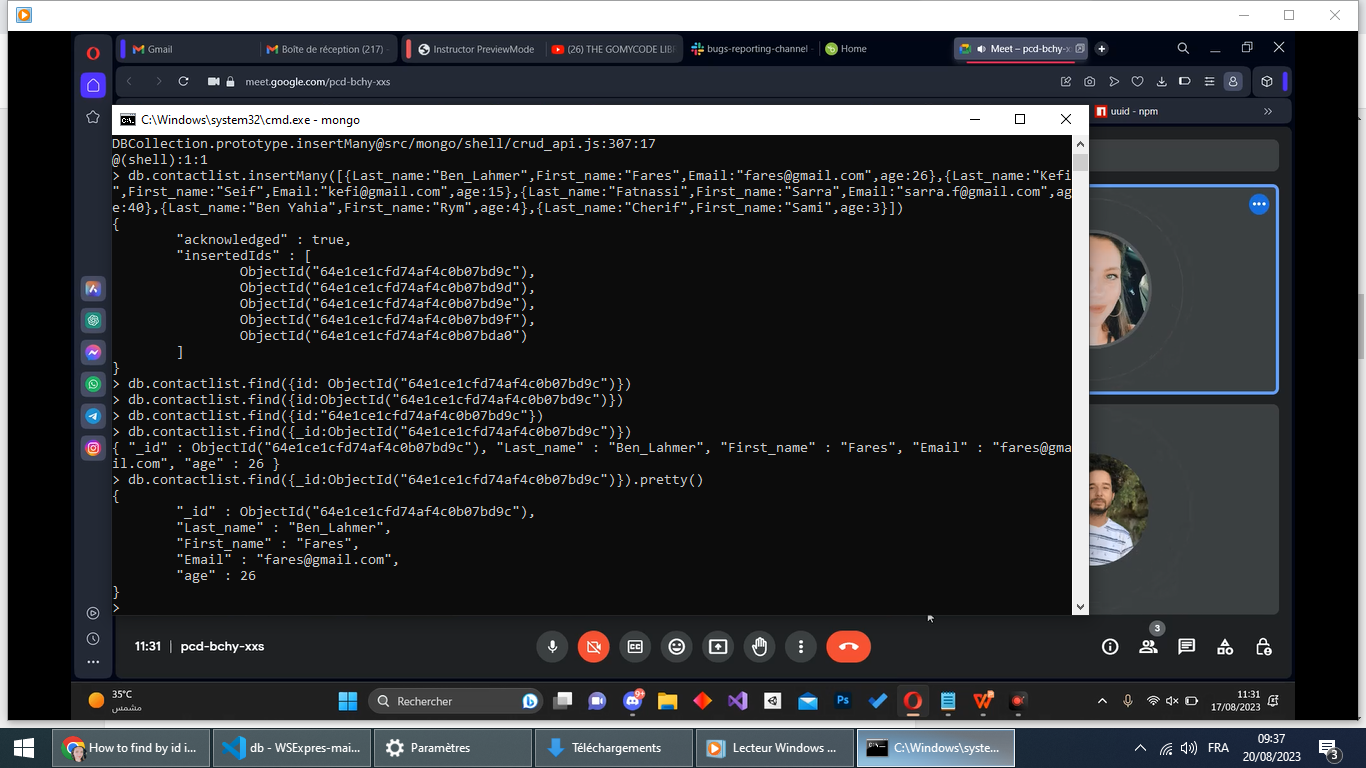 Gmail
Boîte de réception (217) -
Instructor PreviewMode
(26) THE GOMYCODE LIBR
bugs-reporting-channel -
Home
Meet – pcd-bchy-x
meet.google.com/pcd-bchy-xxs
uuid - npm
C:\Windows\system32\cmd.exe - mongo
DBCollection.prototype.insertMany@src/mongo/shell/crud_api.js:307:17
@(shell):1:1
> db.contactlist.insertMany([{Last_name:"Ben_Lahmer",First_name:"Fares",Email:"fares@gmail.com",age:26},{Last_name:"Kefi
",First_name:"Seif",Email:"kefi@gmail.com",age:15},{Last_name:"Fatnassi",First_name:"Sarra",Email:"sarra.f@gmail.com",ag
e:40},{Last_name:"Ben Yahia",First_name:"Rym",age:4},{Last_name:"Cherif",First_name:"Sami",age:3}])
{
"acknowledged" : true,
"insertedIds" : [
ObjectId("64e1ce1cfd74af4c0b07bd9c"),
ObjectId("64e1ce1cfd74af4c0b07bd9d"),
ObjectId("64e1ce1cfd74af4c0b07bd9e"),
ObjectId("64e1ce1cfd74af4c0b07bd9f"),
ObjectId("64e1ce1cfd74af4c0b07bda0")
]
}
> db.contactlist.find({id: ObjectId("64e1ce1cfd74af4c0b07bd9c")})
> db.contactlist.find({id:ObjectId("64e1ce1cfd74af4c0b07bd9c")})
> db.contactlist.find({id:"64e1ce1cfd74af4c0b07bd9c"})
> db.contactlist.find({_id:ObjectId("64e1ce1cfd74af4c0b07bd9c")})
{ "_id" : ObjectId("64e1ce1cfd74af4c0b07bd9c"), "Last_name" : "Ben_Lahmer", "First_name" : "Fares", "Email" : "fares@gma
il.com", "age" : 26 }
> db.contactlist.find({_id:ObjectId("64e1ce1cfd74af4c0b07bd9c")}).pretty()
{
"_id" : ObjectId("64e1ce1cfd74af4c0b07bd9c"),
"Last_name" : "Ben_Lahmer",
"First_name" : "Fares",
"Email" : "fares@gmail.com",
"age" : 26
}
>
11:31 | pcd-bchy-xxs
3
35°C
مشمس
Rechercher
9+
Ps
11:31
17/08/2023
How to find by id i...
db - WSExpres-mai...
Paramètres
Téléchargements
Lecteur Windows ...
C:\Windows\syste...
FRA
09:37
20/08/2023
3